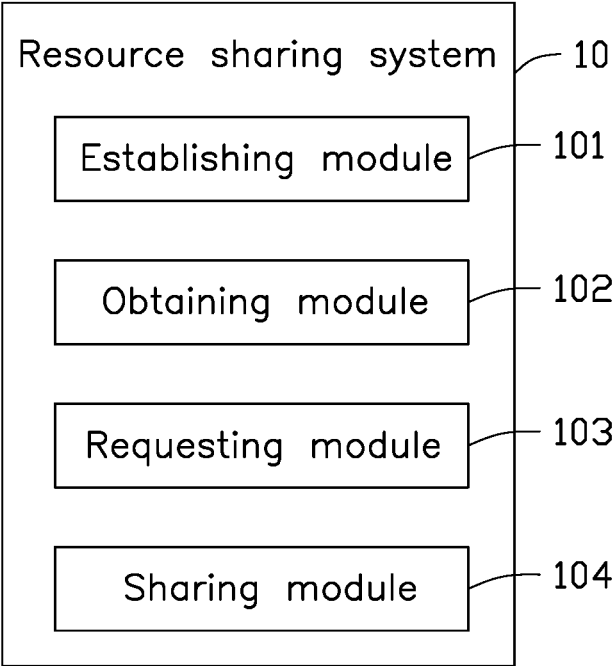 Resource sharing system 10
Establishing module 101
Obtaining module 102
Requesting module 103
Sharing module 104